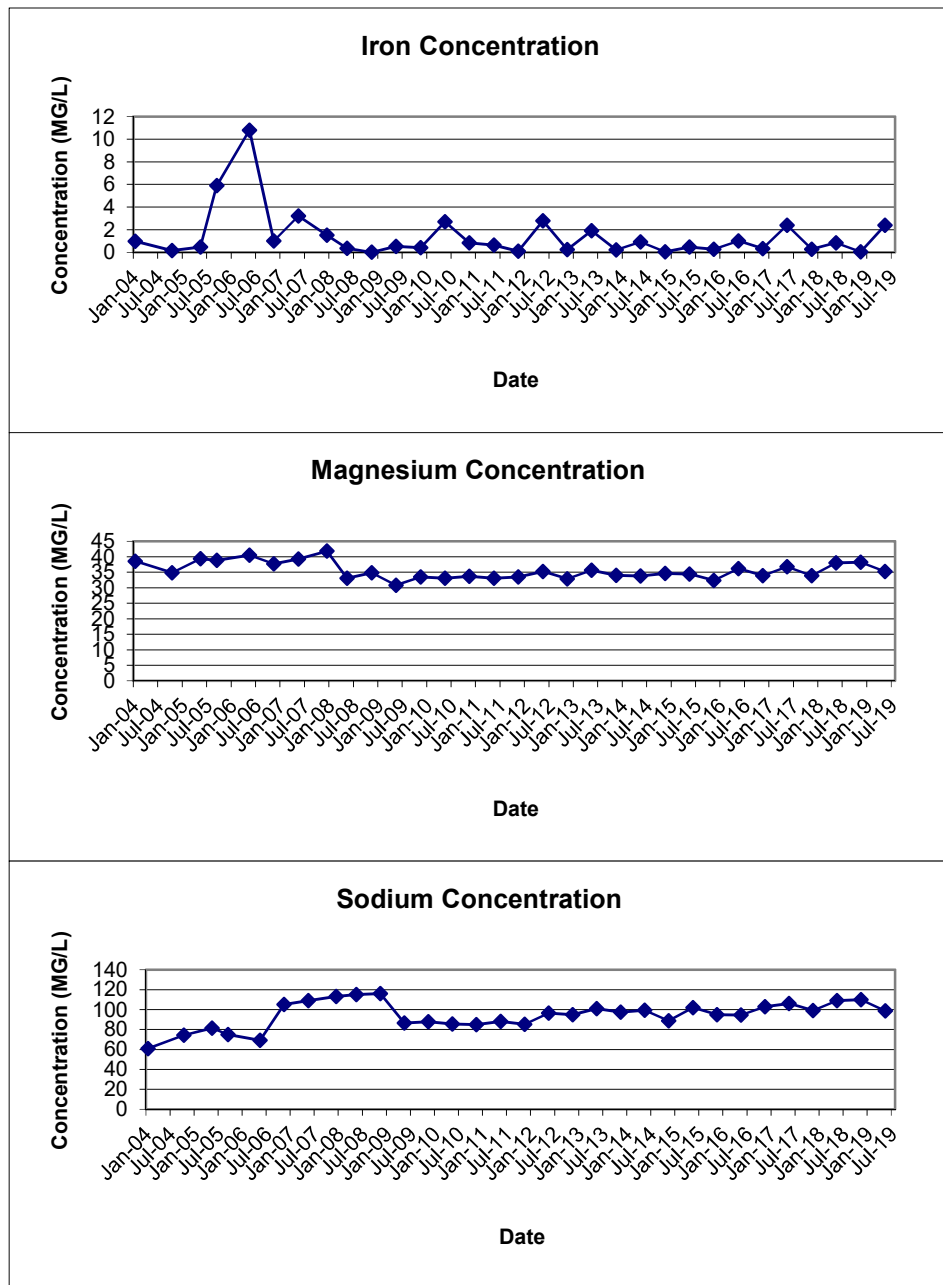 Iron Concentration
Concentration (MG/L)
12
10
8
6
4
2
0
Jan-04
Jul-04
Jan-05
Jul-05
Jan-06
Jul-06
Jan-07
Jul-07
Jan-08
Jul-08
Jan-09
Jul-09
Jan-10
Jul-10
Jan-11
Jul-11
Jan-12
Jul-12
Jan-13
Jul-13
Jan-14
Jul-14
Jan-15
Jul-15
Jan-16
Jul-16
Jan-17
Jul-17
Jan-18
Jul-18
Jan-19
Jul-19
Date
Magnesium Concentration
Concentration (MG/L)
45
40
35
30
25
20
15
10
5
0
Jan-04
Jul-04
Jan-05
Jul-05
Jan-06
Jul-06
Jan-07
Jul-07
Jan-08
Jul-08
Jan-09
Jul-09
Jan-10
Jul-10
Jan-11
Jul-11
Jan-12
Jul-12
Jan-13
Jul-13
Jan-14
Jul-14
Jan-15
Jul-15
Jan-16
Jul-16
Jan-17
Jul-17
Jan-18
Jul-18
Jan-19
Jul-19
Date
Sodium Concentration
Concentration (MG/L)
140
120
100
80
60
40
20
0
Jan-04
Jul-04
Jan-05
Jul-05
Jan-06
Jul-06
Jan-07
Jul-07
Jan-08
Jul-08
Jan-09
Jul-09
Jan-10
Jul-10
Jan-11
Jul-11
Jan-12
Jul-12
Jan-13
Jul-13
Jan-14
Jul-14
Jan-15
Jul-15
Jan-16
Jul-16
Jan-17
Jul-17
Jan-18
Jul-18
Jan-19
Jul-19
Date